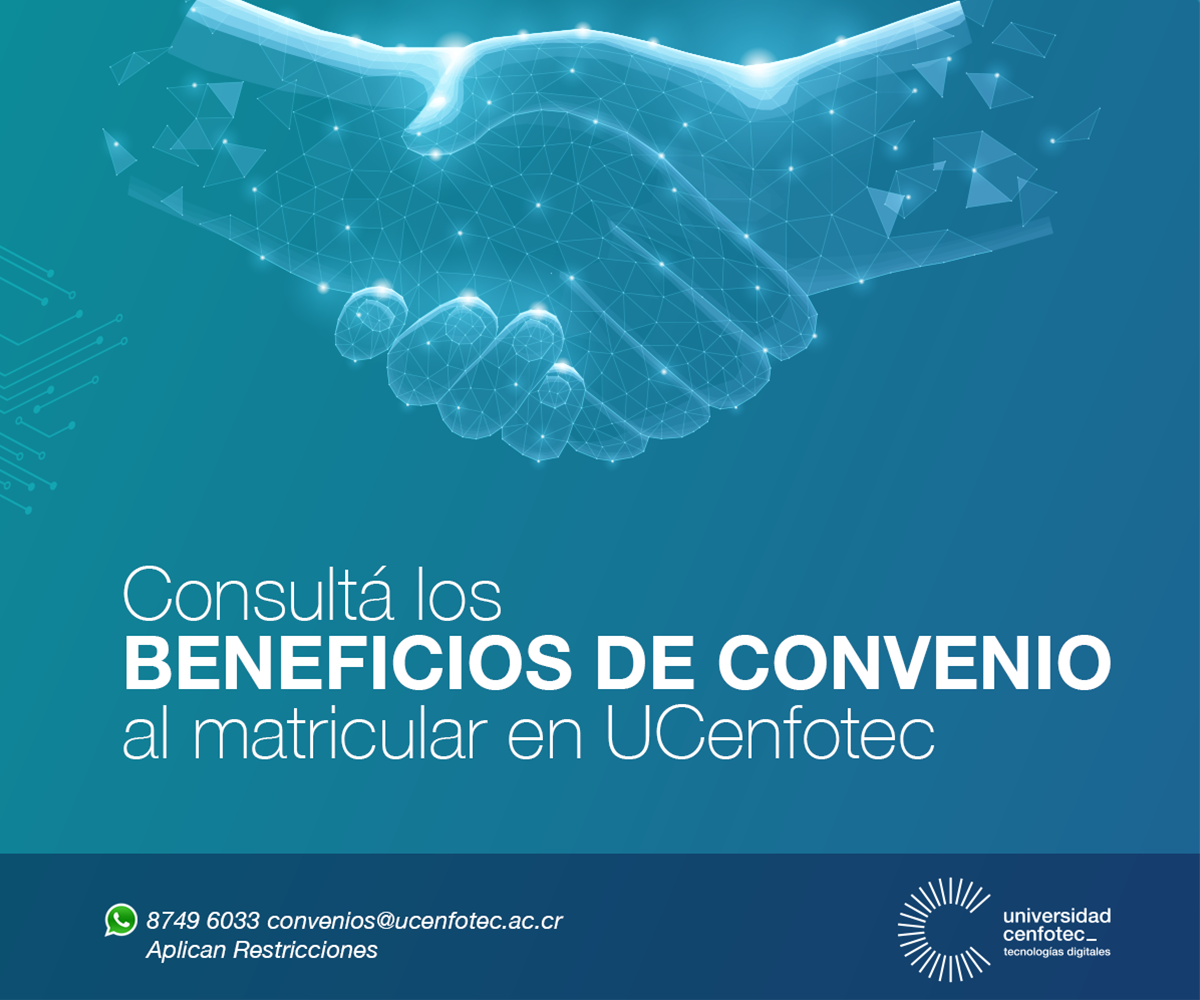 Consultá los
BENEFICIOS DE CONVENIO
al matricular en UCenfotec
8749 6033 convenios@ucenfotec.ac.cr
Aplican Restricciones
universidad
cenfotec_
tecnologías digitales